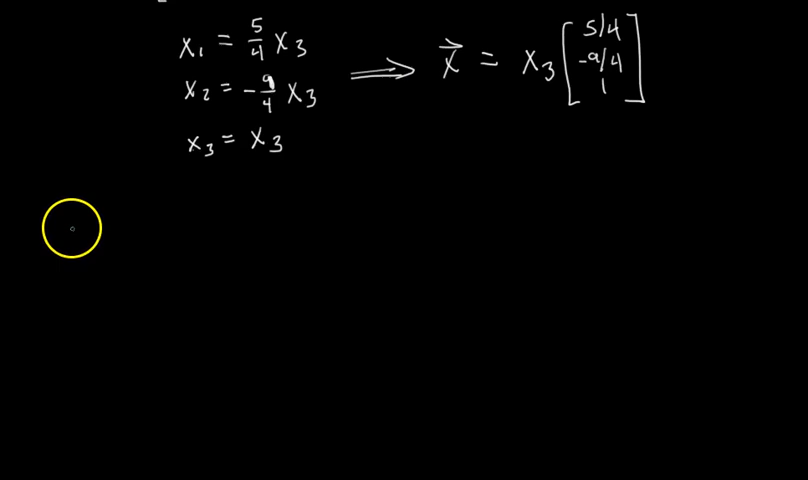 x₁ = 5/4 x₃
x₂ = -9/4 x₃
x₃ = x₃
⟹ x⃗ = x₃ [5/4
-9/4
1]